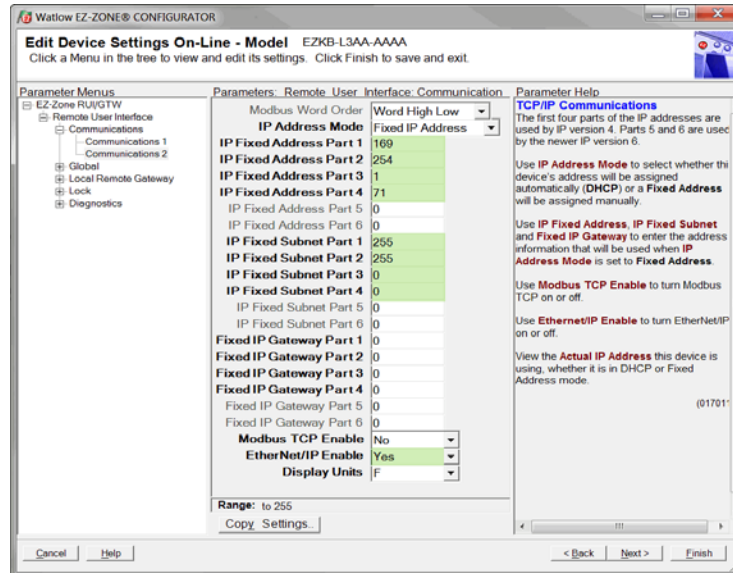 Watlow EZ-ZONE® CONFIGURATOR
Edit Device Settings On-Line - Model EZKB-L3AA-AAAA
Click a Menu in the tree to view and edit its settings. Click Finish to save and exit.
Parameter Menus
EZ-Zone RUI/GTW
Remote User Interface
Communications
Communications 1
Communications 2
Global
Local Remote Gateway
Lock
Diagnostics
Parameters: Remote User Interface: Communication
Modbus Word Order Word High Low
IP Address Mode Fixed IP Address
IP Fixed Address Part 1 169
IP Fixed Address Part 2 254
IP Fixed Address Part 3 1
IP Fixed Address Part 4 71
IP Fixed Address Part 5 0
IP Fixed Address Part 6 0
IP Fixed Subnet Part 1 255
IP Fixed Subnet Part 2 255
IP Fixed Subnet Part 3 0
IP Fixed Subnet Part 4 0
IP Fixed Subnet Part 5 0
IP Fixed Subnet Part 6 0
Fixed IP Gateway Part 1 0
Fixed IP Gateway Part 2 0
Fixed IP Gateway Part 3 0
Fixed IP Gateway Part 4 0
Fixed IP Gateway Part 5 0
Fixed IP Gateway Part 6 0
Modbus TCP Enable No
EtherNet/IP Enable Yes
Display Units F
Range: to 255
Copy Settings..
Parameter Help
TCP/IP Communications
The first four parts of the IP addresses are
used by IP version 4. Parts 5 and 6 are used
by the newer IP version 6.
Use IP Address Mode to select whether thi
device's address will be assigned
automatically (DHCP) or a Fixed Address
will be assigned manually.
Use IP Fixed Address, IP Fixed Subnet
and Fixed IP Gateway to enter the address
information that will be used when IP
Address Mode is set to Fixed Address.
Use Modbus TCP Enable to turn Modbus
TCP on or off.
Use Ethernet/IP Enable to turn EtherNet/IP
on or off.
View the Actual IP Address this device is
using, whether it is in DHCP or Fixed
Address mode.
(01701
Cancel Help < Back Next > Finish